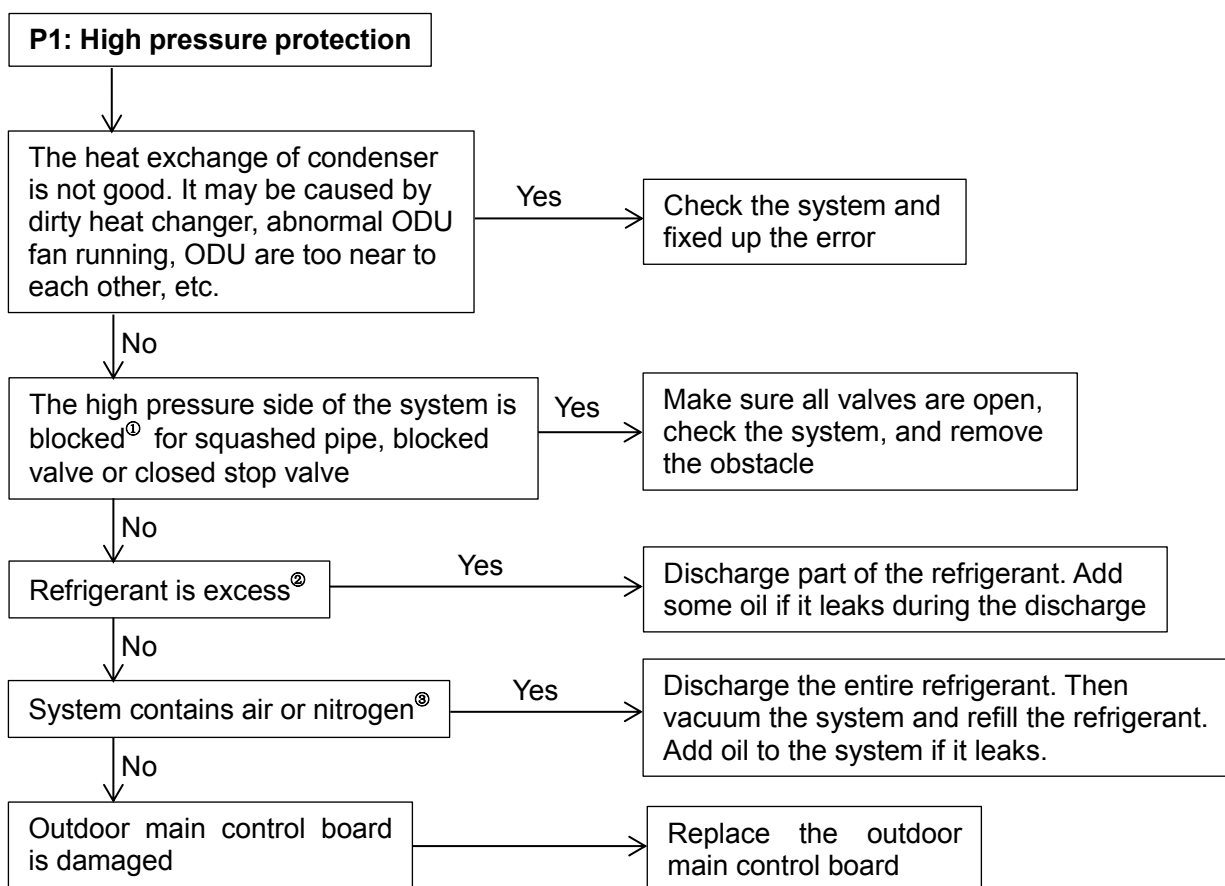 P1: High pressure protection
The heat exchange of condenser
is not good. It may be caused by
dirty heat changer, abnormal ODU
fan running, ODU are too near to
each other, etc.
Yes
Check the system and
fixed up the error
No
The high pressure side of the system is
blocked① for squashed pipe, blocked
valve or closed stop valve
Yes
Make sure all valves are open,
check the system, and remove
the obstacle
No
Refrigerant is excess②
Yes
Discharge part of the refrigerant. Add
some oil if it leaks during the discharge
No
System contains air or nitrogen③
Yes
Discharge the entire refrigerant. Then
vacuum the system and refill the refrigerant.
Add oil to the system if it leaks.
No
Outdoor main control board
is damaged
Replace the outdoor
main control board